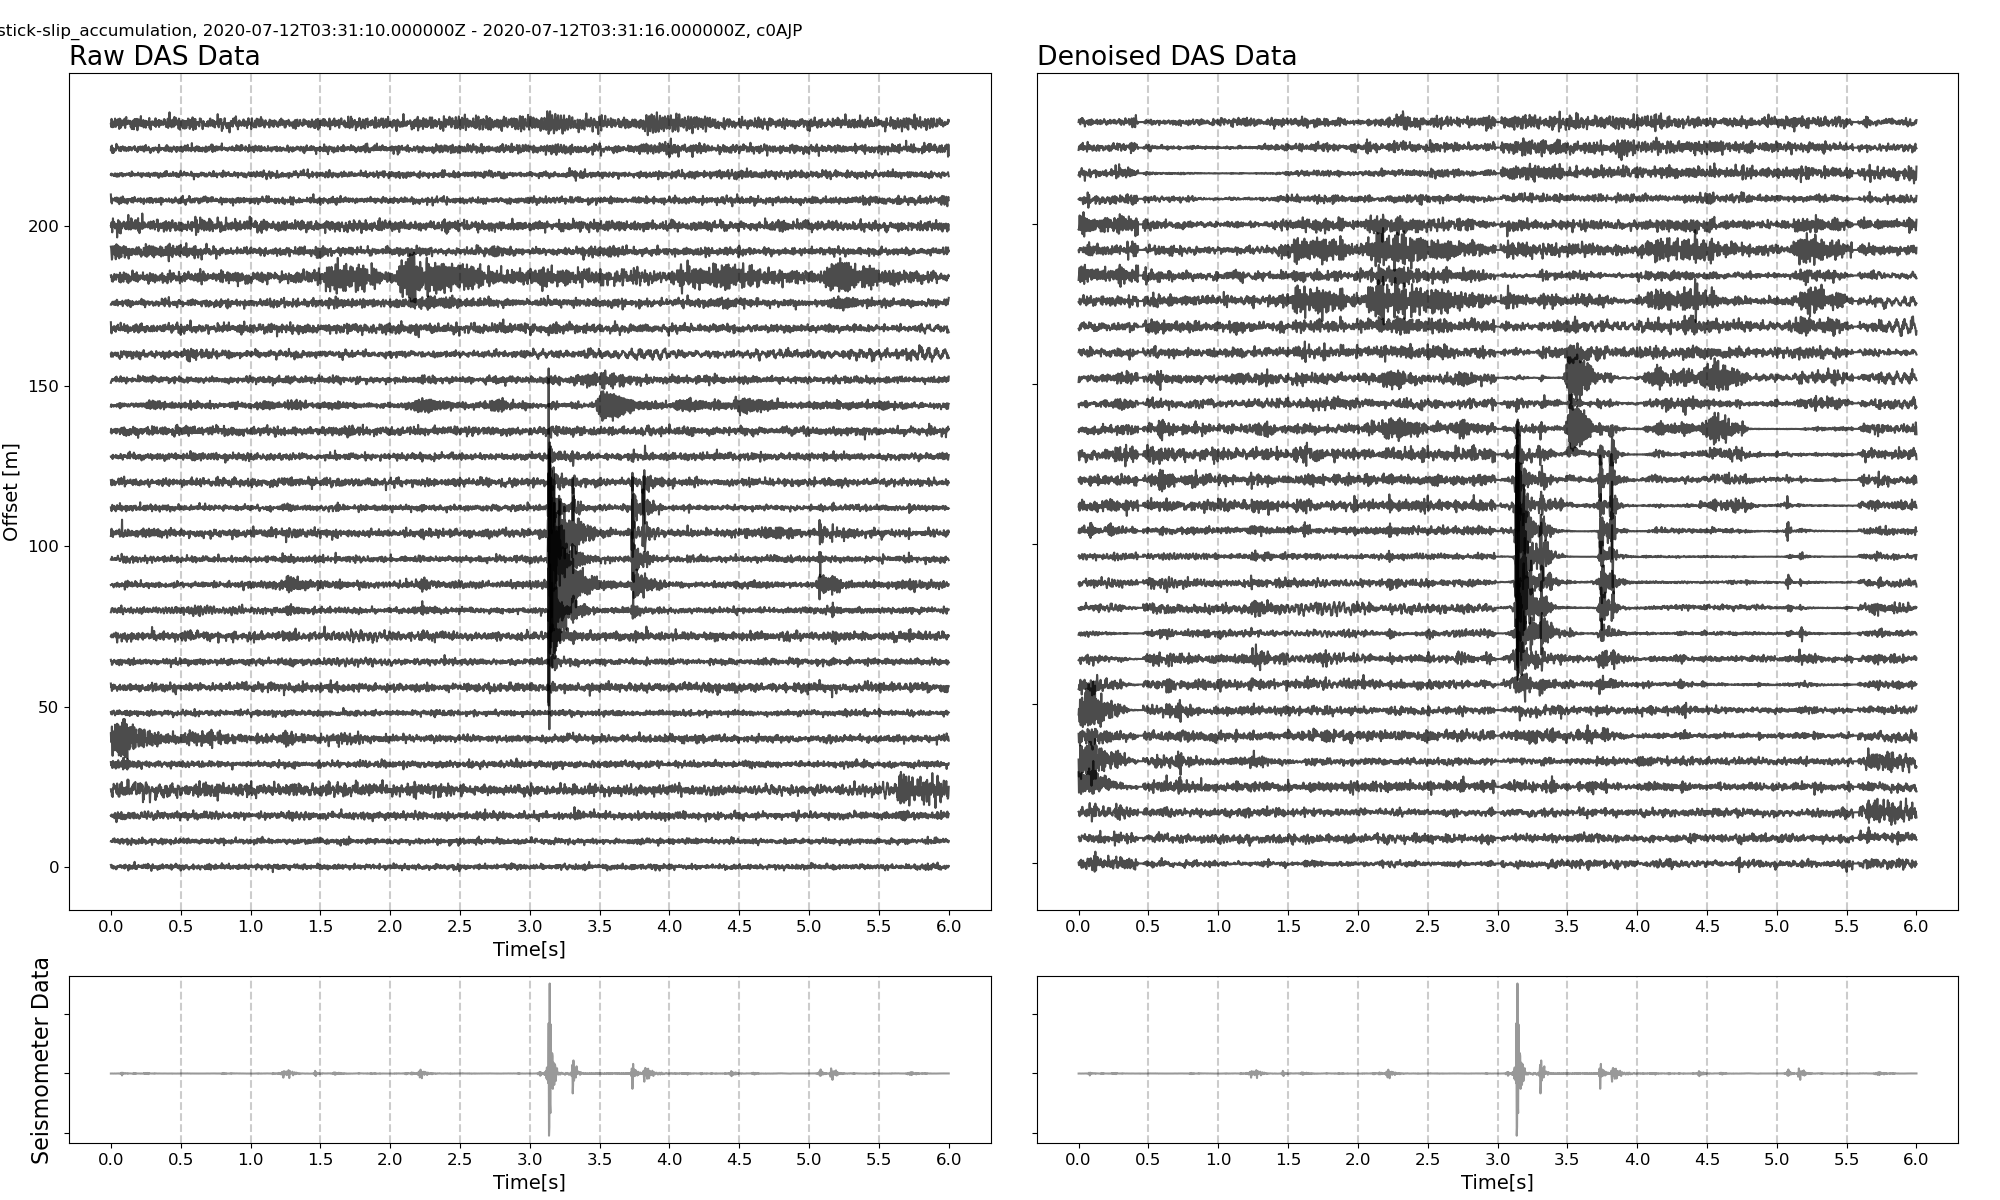 stick-slip_accumulation, 2020-07-12T03:31:10.000000Z - 2020-07-12T03:31:16.000000Z, c0AJP
Raw DAS Data
Denoised DAS Data
Offset [m]
200
150
100
50
0
0.0 0.5 1.0 1.5 2.0 2.5 3.0 3.5 4.0 4.5 5.0 5.5 6.0
Time[s]
0.0 0.5 1.0 1.5 2.0 2.5 3.0 3.5 4.0 4.5 5.0 5.5 6.0
Seismometer Data
0.0 0.5 1.0 1.5 2.0 2.5 3.0 3.5 4.0 4.5 5.0 5.5 6.0
Time[s]
0.0 0.5 1.0 1.5 2.0 2.5 3.0 3.5 4.0 4.5 5.0 5.5 6.0
Time[s]